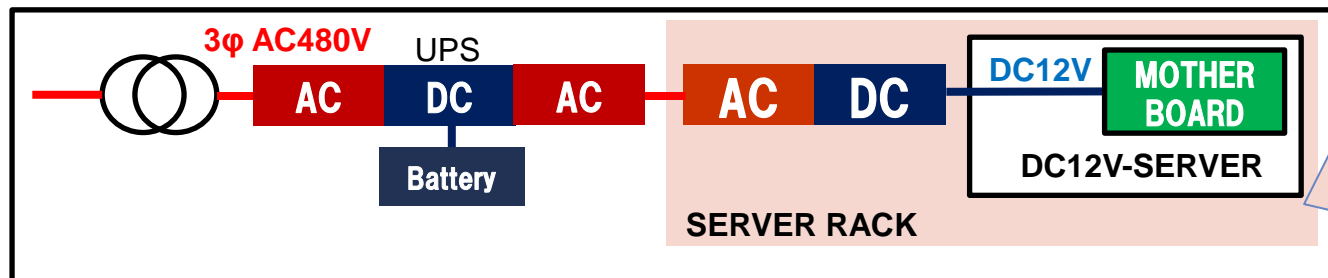 3φ AC480V
UPS
AC
DC
AC
Battery
AC
DC
DC12V
MOTHER
BOARD
DC12V-SERVER
SERVER RACK